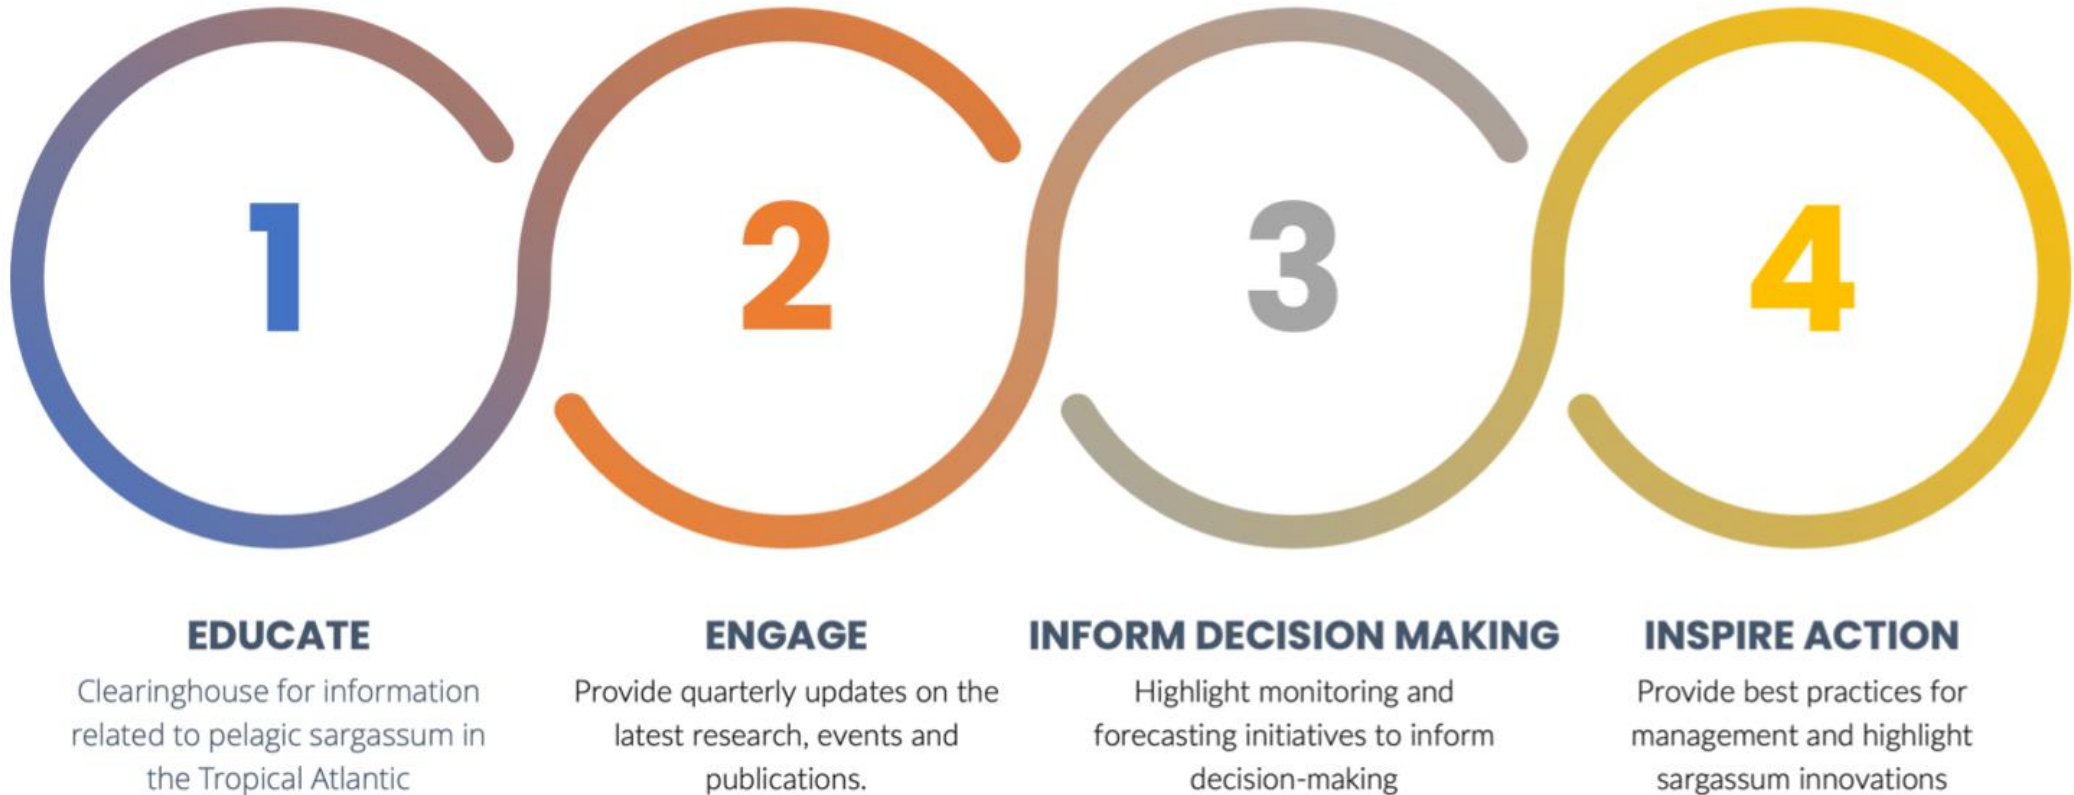 1
EDUCATE
Clearinghouse for information
related to pelagic sargassum in
the Tropical Atlantic
2
ENGAGE
Provide quarterly updates on the
latest research, events and
publications.
3
INFORM DECISION MAKING
Highlight monitoring and
forecasting initiatives to inform
decision-making
4
INSPIRE ACTION
Provide best practices for
management and highlight
sargassum innovations